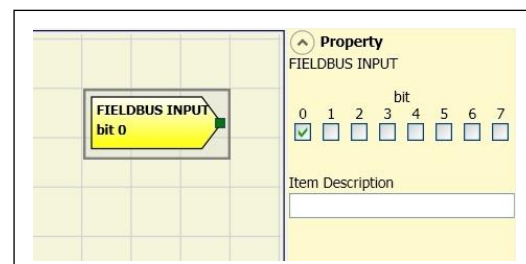 FIELDBUS INPUT
bit 0
Property
FIELDBUS INPUT
bit
0 1 2 3 4 5 6 7
Item Description